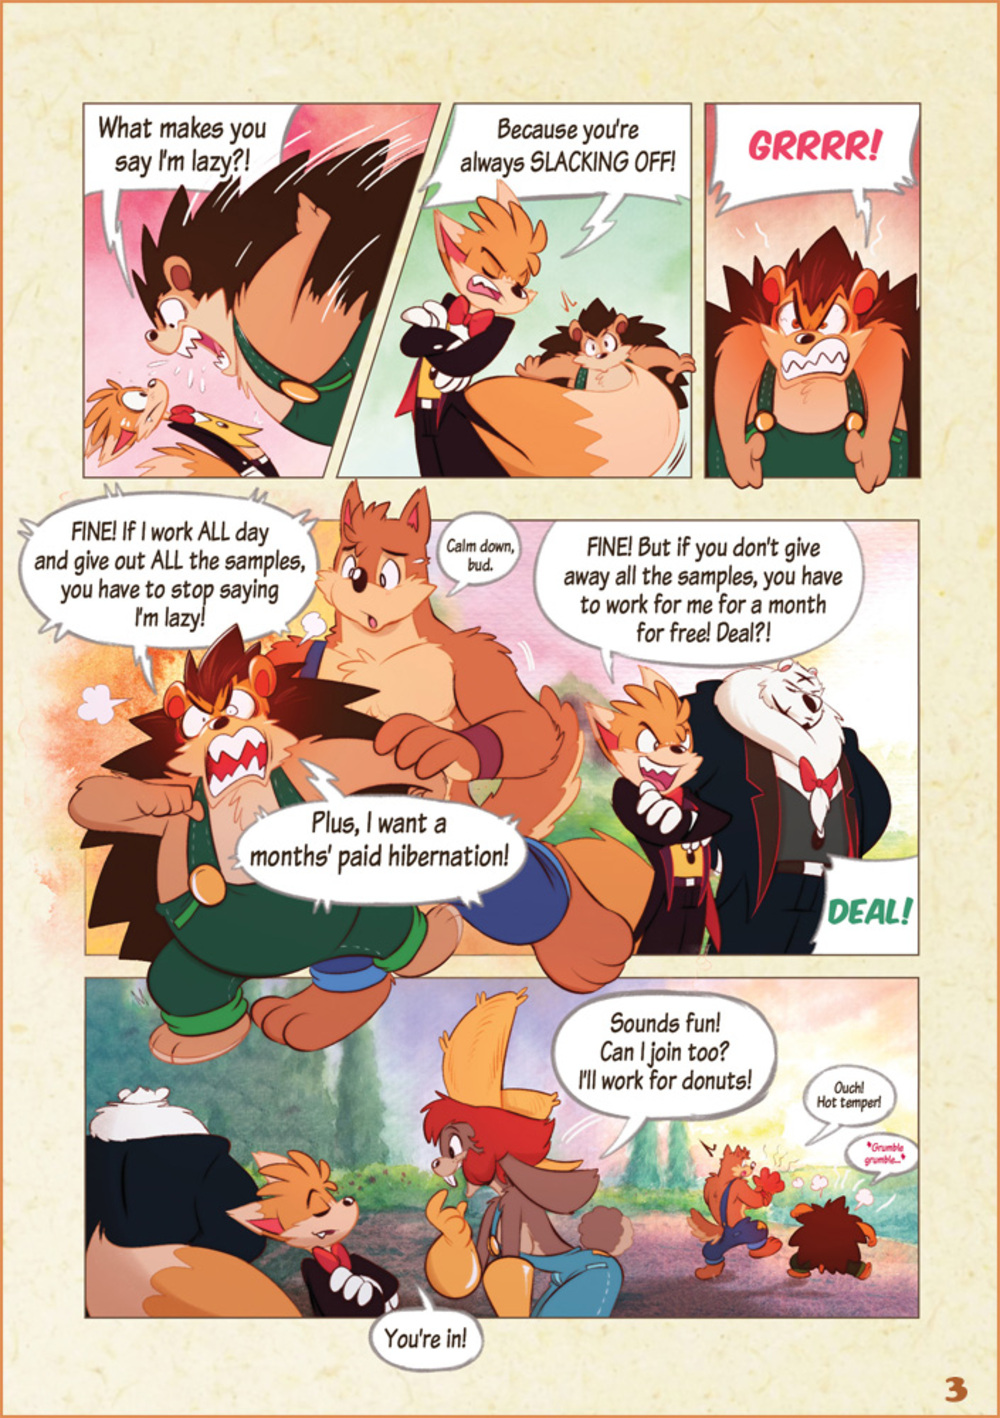 What makes you
say I'm lazy?!
Because you're
always SLACKING OFF!
GRRRR!
FINE! If I work ALL day
and give out ALL the samples,
you have to stop saying
I'm lazy!
Calm down,
bud.
FINE! But if you don't give
away all the samples, you have
to work for me for a month
for free! Deal?!
Plus, I want a
months' paid hibernation!
DEAL!
Sounds fun!
Can I join too?
I'll work for donuts!
Ouch!
Hot temper!
*Grumble
grumble...*
You're in!
3